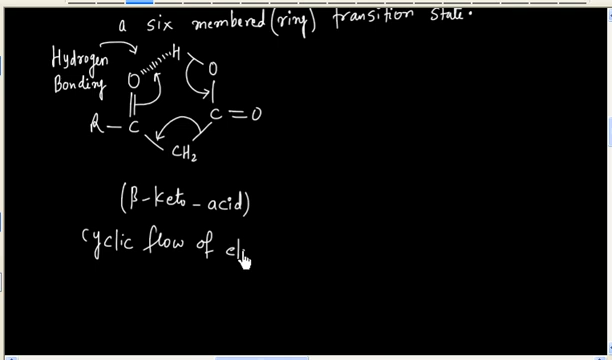 a six membered (ring) transition state.
Hydrogen
Bonding
H
O
O
R-C
C=O
CH2
(β-keto-acid)
cyclic flow of el